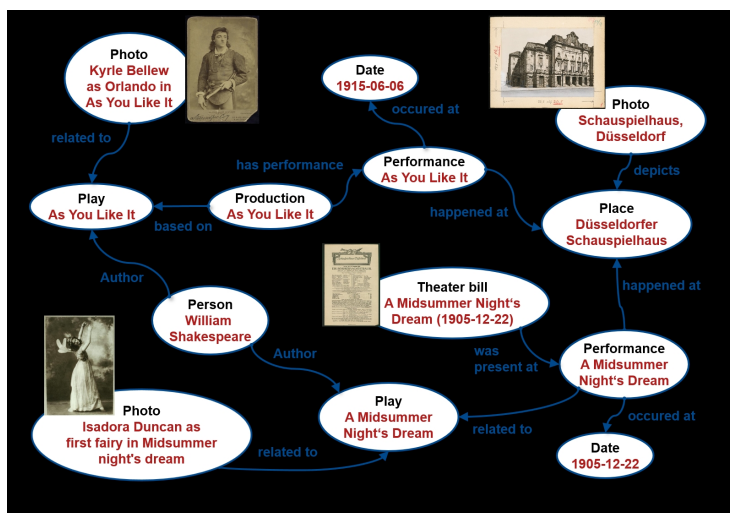 Photo
Kyrle Bellew
as Orlando in
As You Like It
Date
1915-06-06
Photo
Schauspielhaus,
Düsseldorf
occured at
related to
has performance
Performance
As You Like It
depicts
Play
As You Like It
Production
As You Like It
based on
happened at
Place
Düsseldorfer
Schauspielhaus
Author
Person
William
Shakespeare
Theater bill
A Midsummer Night‘s
Dream (1905-12-22)
happened at
Author
was
present at
Performance
A Midsummer
Night‘s Dream
Photo
Isadora Duncan as
first fairy in Midsummer
night's dream
Play
A Midsummer
Night‘s Dream
related to
related to
occured at
Date
1905-12-22